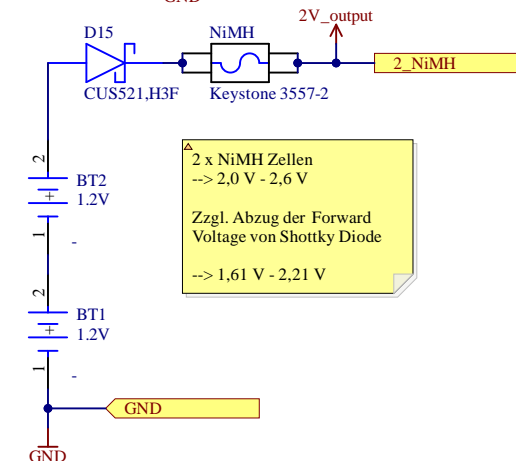 GND
2V_output
D15
NiMH
2_NiMH
CUS521,H3F
Keystone 3557-2
2 x NiMH Zellen
--> 2,0 V - 2,6 V
Zzgl. Abzug der Forward
Voltage von Shottky Diode
--> 1,61 V - 2,21 V
2
BT2
1.2V
+
1
-
2
BT1
1.2V
+
1
-
GND
GND